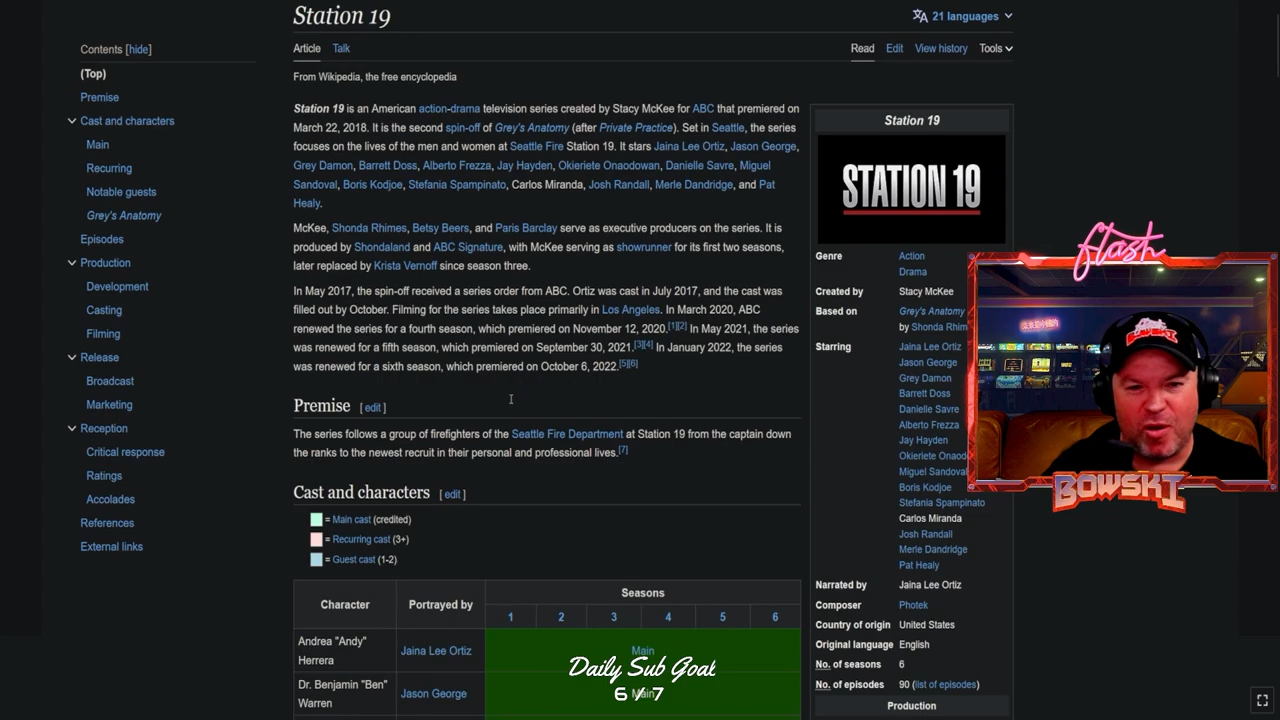 Station 19
21 languages
Article Talk
Read Edit View history Tools
From Wikipedia, the free encyclopedia
Contents [hide]
(Top)
Premise
Cast and characters
Main
Recurring
Notable guests
Grey's Anatomy
Episodes
Production
Development
Casting
Filming
Release
Broadcast
Marketing
Reception
Critical response
Ratings
Accolades
References
External links
Station 19 is an American action-drama television series created by Stacy McKee for ABC that premiered on
March 22, 2018. It is the second spin-off of Grey's Anatomy (after Private Practice). Set in Seattle, the series
focuses on the lives of the men and women at Seattle Fire Station 19. It stars Jaina Lee Ortiz, Jason George,
Grey Damon, Barrett Doss, Alberto Frezza, Jay Hayden, Okieriete Onaodowan, Danielle Savre, Miguel
Sandoval, Boris Kodjoe, Stefania Spampinato, Carlos Miranda, Josh Randall, Merle Dandridge, and Pat
Healy.
McKee, Shonda Rhimes, Betsy Beers, and Paris Barclay serve as executive producers on the series. It is
produced by Shondaland and ABC Signature, with McKee serving as showrunner for its first two seasons,
later replaced by Krista Vernoff since season three.
In May 2017, the spin-off received a series order from ABC. Ortiz was cast in July 2017, and the cast was
filled out by October. Filming for the series takes place primarily in Los Angeles. In March 2020, ABC
renewed the series for a fourth season, which premiered on November 12, 2020.[1][2] In May 2021, the series
was renewed for a fifth season, which premiered on September 30, 2021.[3][4] In January 2022, the series
was renewed for a sixth season, which premiered on October 6, 2022.[5][6]
Premise [ edit ]
The series follows a group of firefighters of the Seattle Fire Department at Station 19 from the captain down
the ranks to the newest recruit in their personal and professional lives.[7]
Cast and characters [ edit ]
= Main cast (credited)
= Recurring cast (3+)
= Guest cast (1-2)
Character Portrayed by Seasons
1 2 3 4 5 6
Andrea "Andy"
Herrera
Jaina Lee Ortiz Main
Dr. Benjamin "Ben"
Warren
Jason George Main
Station 19
STATION 19
Genre Action
Drama
Created by Stacy McKee
Based on Grey's Anatomy
by Shonda Rhim
Starring Jaina Lee Ortiz
Jason George
Grey Damon
Barrett Doss
Danielle Savre
Alberto Frezza
Jay Hayden
Okieriete Onaod
Miguel Sandoval
Boris Kodjoe
Stefania Spampinato
Carlos Miranda
Josh Randall
Merle Dandridge
Pat Healy
Narrated by Jaina Lee Ortiz
Composer Photek
Country of origin United States
Original language English
No. of seasons 6
No. of episodes 90 (list of episodes)
Production
flash
BOWSKI
Daily Sub Goal
6 / 7